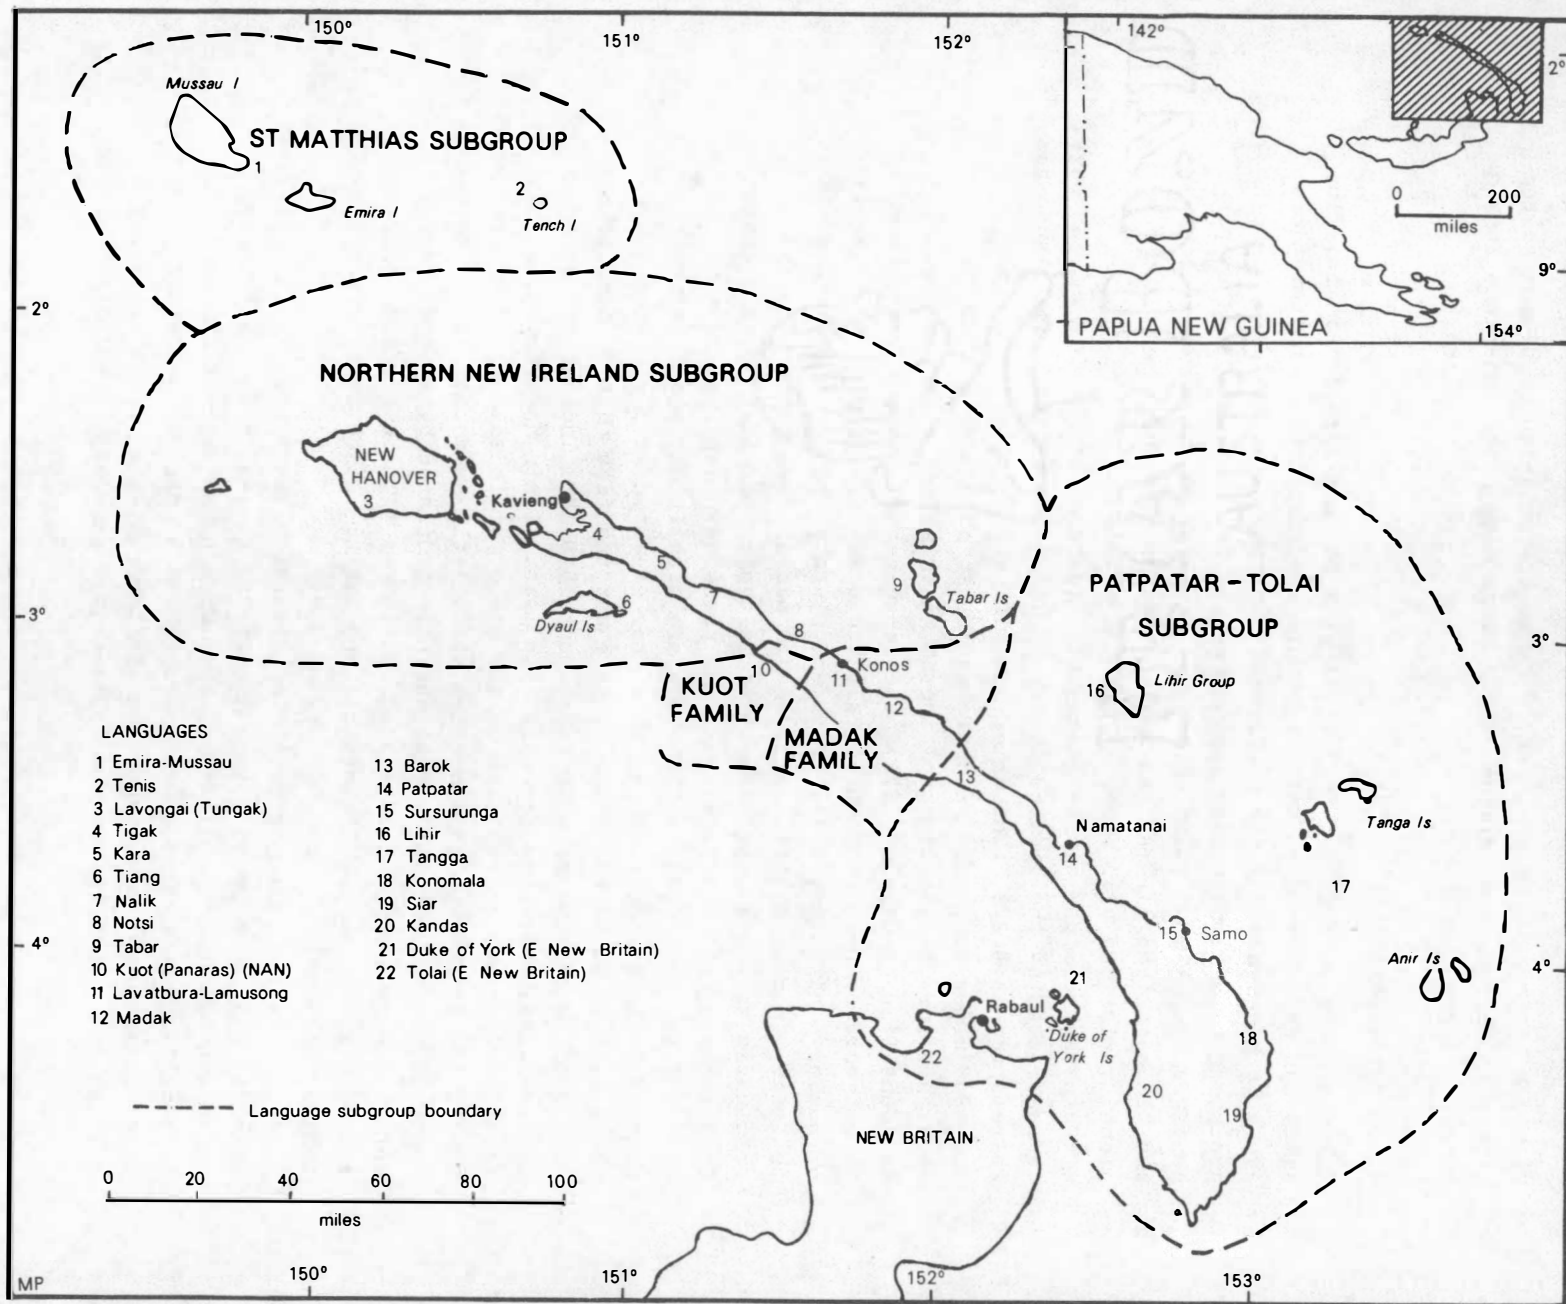 150°
151°
152°
142°
2°
Mussau I
ST MATTHIAS SUBGROUP
1
2
Emira I
Tench I
0 200
miles
9°
PAPUA NEW GUINEA
154°
2°
NORTHERN NEW IRELAND SUBGROUP
NEW
HANOVER
3
Kavieng
4
5
PATPATAR - TOLAI
SUBGROUP
9
Tabar Is
7
6
Dyaul Is
3°
8
3°
10
11
Konos
KUOT
FAMILY
12
16
Lihir Group
MADAK
FAMILY
13
LANGUAGES
1 Emira-Mussau
2 Tenis
3 Lavongai (Tungak)
4 Tigak
5 Kara
6 Tiang
7 Nalik
8 Notsi
9 Tabar
10 Kuot (Panaras) (NAN)
11 Lavatbura-Lamusong
12 Madak
13 Barok
14 Patpatar
15 Sursurunga
16 Lihir
17 Tangga
18 Konomala
19 Siar
20 Kandas
21 Duke of York (E New Britain)
22 Tolai (E New Britain)
Namatanai
14
Tanga Is
17
15
Samo
4°
Anir Is
4°
21
Rabaul
Duke of
York Is
22
18
20
19
Language subgroup boundary
NEW BRITAIN
0 20 40 60 80 100
miles
MP
150°
151°
152°
153°